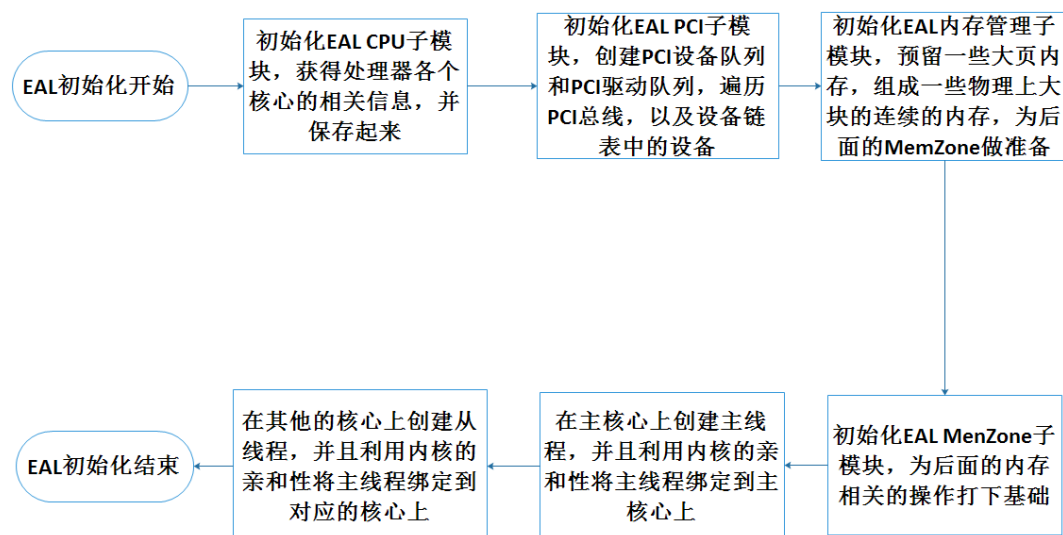 EAL初始化开始
初始化EAL CPU子模
块，获得处理器各个
核心的相关信息，并
保存起来
初始化EAL PCI子模
块，创建PCI设备队列
和PCI驱动队列，遍历
PCI总线，以及设备链
表中的设备
初始化EAL内存管理子
模块，预留一些大页内
存，组成一些物理上大
块的连续的内存，为后
面的MemZone做准备
初始化EAL MenZone子
模块，为后面的内存
相关的操作打下基础
在主核心上创建主线
程，并且利用内核的亲
和性将主线程绑定到主
核心上
在其他的核心上创建从
线程，并且利用内核的
亲和性将主线程绑定到
对应的核心上
EAL初始化结束